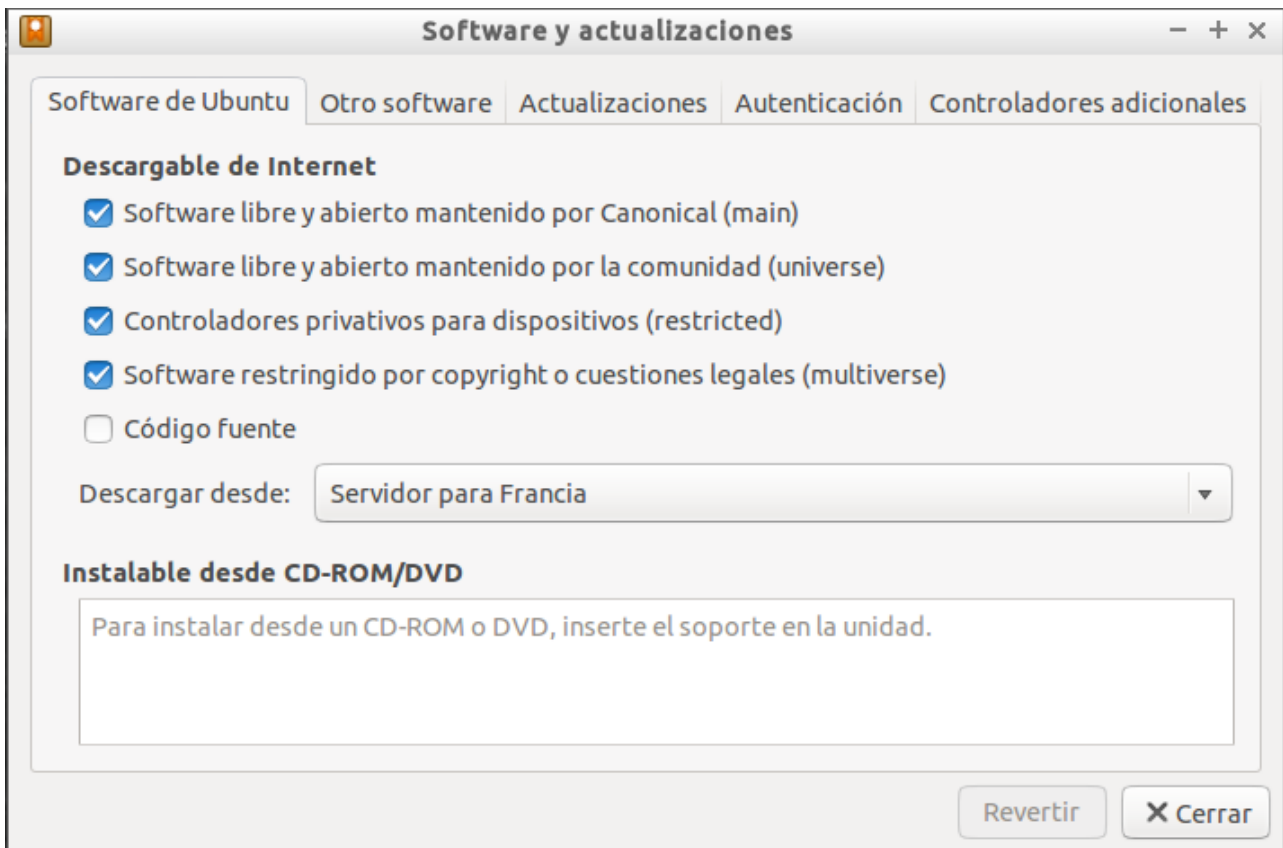 Software y actualizaciones
Software de Ubuntu Otro software Actualizaciones Autenticación Controladores adicionales
Descargable de Internet
Software libre y abierto mantenido por Canonical (main)
Software libre y abierto mantenido por la comunidad (universe)
Controladores privativos para dispositivos (restricted)
Software restringido por copyright o cuestiones legales (multiverse)
Código fuente
Descargar desde: Servidor para Francia
Instalable desde CD-ROM/DVD
Para instalar desde un CD-ROM o DVD, inserte el soporte en la unidad.
Revertir Cerrar